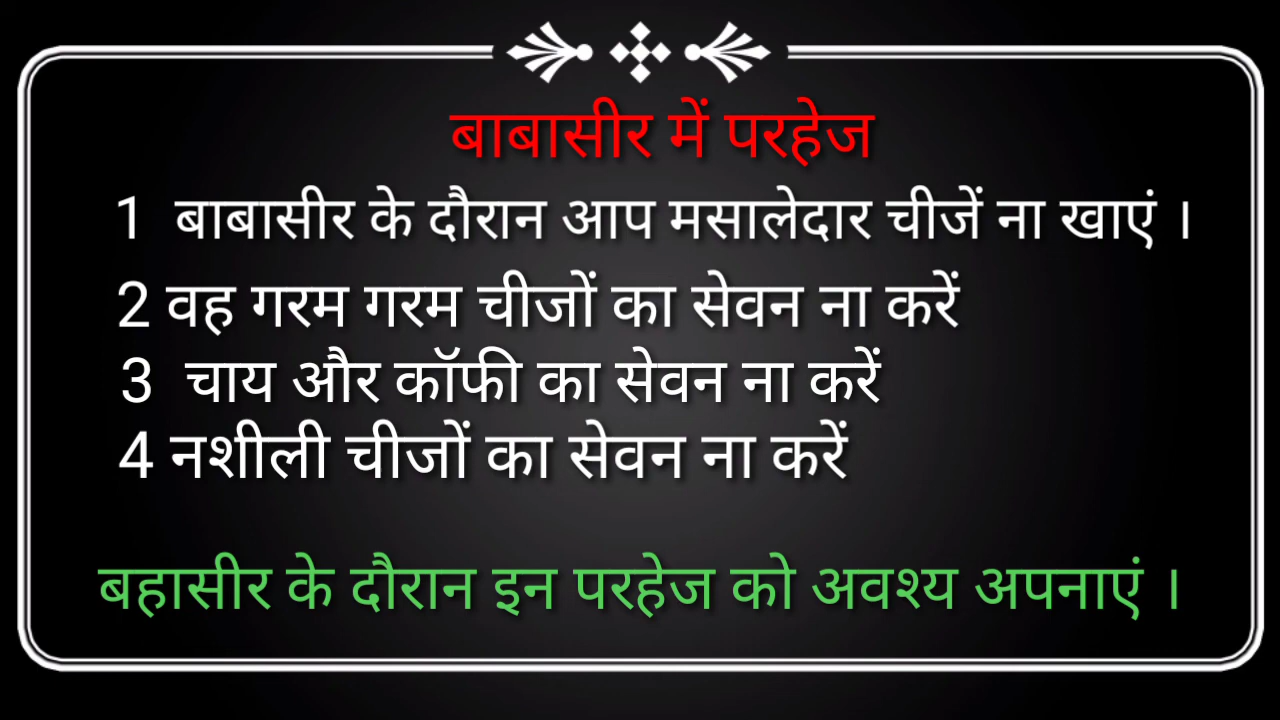 बाबासीर में परहेज
1 बाबासीर के दौरान आप मसालेदार चीजें ना खाएं ।
2 वह गरम गरम चीजों का सेवन ना करें
3 चाय और कॉफी का सेवन ना करें
4 नशीली चीजों का सेवन ना करें
बहासीर के दौरान इन परहेज को अवश्य अपनाएं ।